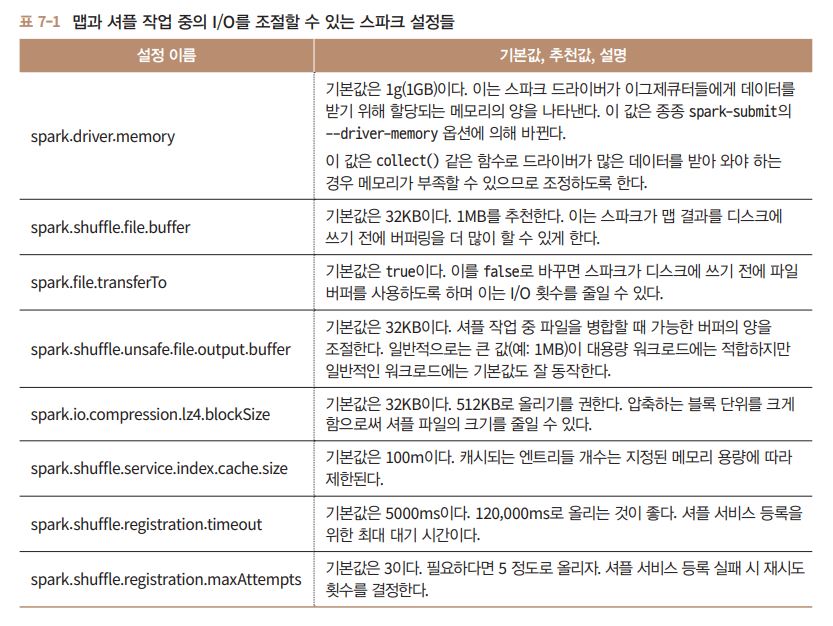 표 7-1 맵과 셔플 작업 중의 I/O를 조절할 수 있는 스파크 설정들
설정 이름
기본값, 추천값, 설명
spark.driver.memory
기본값은 1g(1GB)이다. 이는 스파크 드라이버가 이그제큐터들에게 데이터를
받기 위해 할당되는 메모리의 양을 나타낸다. 이 값은 종종 spark-submit의
--driver-memory 옵션에 의해 바뀐다.
이 값은 collect() 같은 함수로 드라이버가 많은 데이터를 받아 와야 하는
경우 메모리가 부족할 수 있으므로 조정하도록 한다.
spark.shuffle.file.buffer
기본값은 32KB이다. 1MB를 추천한다. 이는 스파크가 맵 결과를 디스크에
쓰기 전에 버퍼링을 더 많이 할 수 있게 한다.
spark.file.transferTo
기본값은 true이다. 이를 false로 바꾸면 스파크가 디스크에 쓰기 전에 파일
버퍼를 사용하도록 하며 이는 I/O 횟수를 줄일 수 있다.
spark.shuffle.unsafe.file.output.buffer
기본값은 32KB이다. 셔플 작업 중 파일을 병합할 때 가능한 버퍼의 양을
조절한다. 일반적으로는 큰 값(예: 1MB)이 대용량 워크로드에는 적합하지만
일반적인 워크로드에는 기본값도 잘 동작한다.
spark.io.compression.lz4.blockSize
기본값은 32KB이다. 512KB로 올리기를 권한다. 압축하는 블록 단위를 크게
함으로써 셔플 파일의 크기를 줄일 수 있다.
spark.shuffle.service.index.cache.size
기본값은 100m이다. 캐시되는 엔트리들 개수는 지정된 메모리 용량에 따라
제한된다.
spark.shuffle.registration.timeout
기본값은 5000ms이다. 120,000ms로 올리는 것이 좋다. 셔플 서비스 등록을
위한 최대 대기 시간이다.
spark.shuffle.registration.maxAttempts
기본값은 3이다. 필요하다면 5 정도로 올리자. 셔플 서비스 등록 실패 시 재시도
횟수를 결정한다.